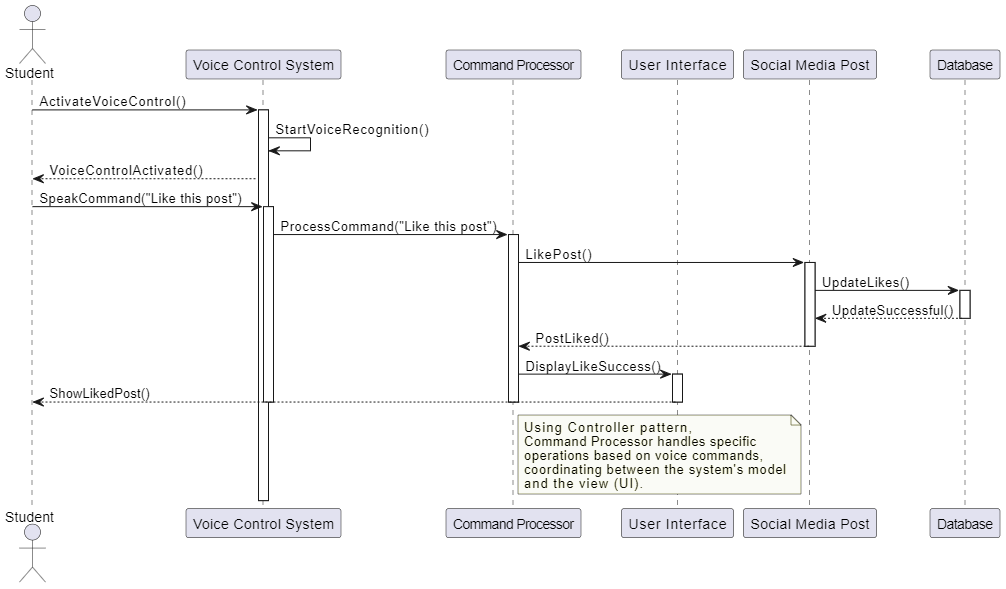 Student
Voice Control System
Command Processor
User Interface
Social Media Post
Database
ActivateVoiceControl()
StartVoiceRecognition()
VoiceControlActivated()
SpeakCommand("Like this post")
ProcessCommand("Like this post")
LikePost()
UpdateLikes()
UpdateSuccessful()
PostLiked()
DisplayLikeSuccess()
ShowLikedPost()
Using Controller pattern,
Command Processor handles specific
operations based on voice commands,
coordinating between the system's model
and the view (UI).
Student
Voice Control System
Command Processor
User Interface
Social Media Post
Database